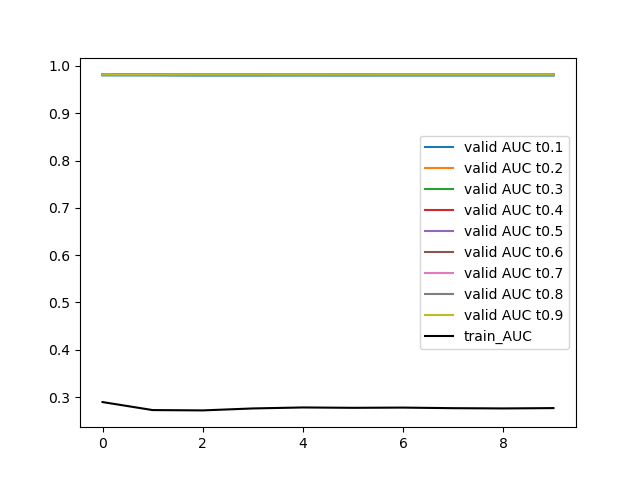 1.0
0.9
0.8
0.7
0.6
0.5
0.4
0.3
valid AUC t0.1
valid AUC t0.2
valid AUC t0.3
valid AUC t0.4
valid AUC t0.5
valid AUC t0.6
valid AUC t0.7
valid AUC t0.8
valid AUC t0.9
train_AUC
0 2 4 6 8